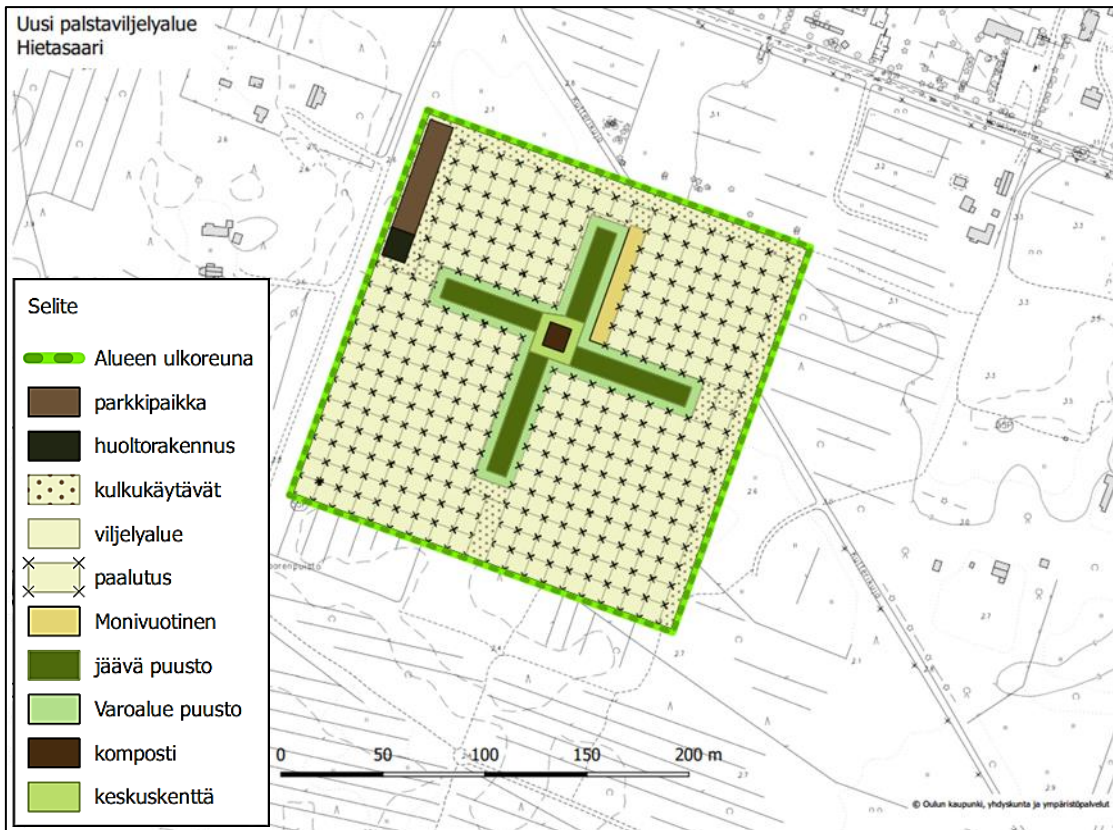 Uusi palstaviljelyalue
Hietasaari
Selite
Alueen ulkoreuna
parkkipaikka
huoltorakennus
kulkukäytävät
viljelyalue
paalutus
Monivuotinen
jäävä puusto
Varoalue puusto
komposti
keskuskenttä
0 50 100 150 200 m
© Oulun kaupunki, yhdyskunta ja ympäristöpalvelut